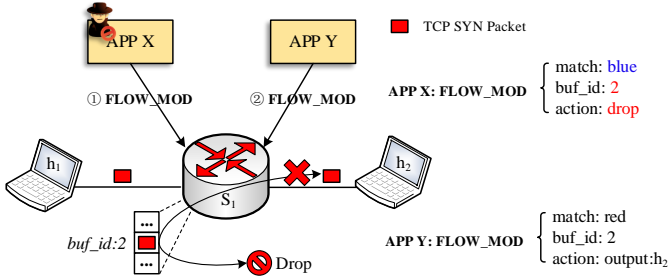 APP X
APP Y
TCP SYN Packet
① FLOW_MOD
② FLOW_MOD
APP X: FLOW_MOD
match: blue
buf_id: 2
action: drop
h₁
h₂
S₁
...
buf_id:2
...
Drop
APP Y: FLOW_MOD
match: red
buf_id: 2
action: output:h₂